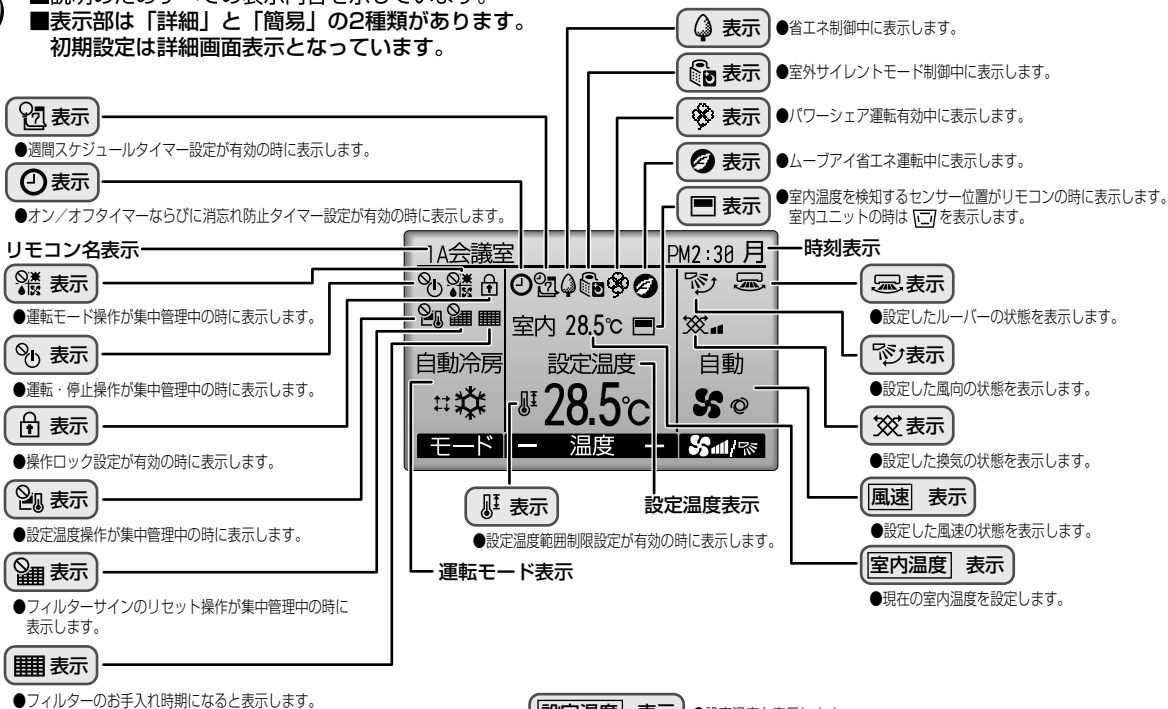 ■表示部は「詳細」と「簡易」の2種類があります。
初期設定は詳細画面表示となっています。
表示
●週間スケジュールタイマー設定が有効の時に表示します。
表示
●オン／オフタイマーならびに消忘れ防止タイマー設定が有効の時に表示します。
リモコン名表示
表示
●運転モード操作が集中管理中の時に表示します。
表示
●運転・停止操作が集中管理中の時に表示します。
表示
●操作ロック設定が有効の時に表示します。
表示
●設定温度操作が集中管理中の時に表示します。
表示
●フィルターサインのリセット操作が集中管理中の時に
表示します。
表示
●フィルターのお手入れ時期になると表示します。
表示
●省エネ制御中に表示します。
表示
●室外サイレントモード制御中に表示します。
表示
●パワーシェア運転有効中に表示します。
表示
●ムーブアイ省エネ運転中に表示します。
表示
●室内温度を検知するセンサー位置がリモコンの時に表示します。
室内ユニットの時は を表示します。
1A会議室
PM2:30 月
室内 28.5℃
自動冷房
設定温度
自動
28.5℃
モード
－ 温度 ＋
/
表示
●設定温度範囲制限設定が有効の時に表示します。
設定温度表示
運転モード表示
時刻表示
表示
●設定したルーバーの状態を表示します。
表示
●設定した風向の状態を表示します。
表示
●設定した換気の状態を表示します。
風速 表示
●設定した風速の状態を表示します。
室内温度 表示
●現在の室内温度を設定します。